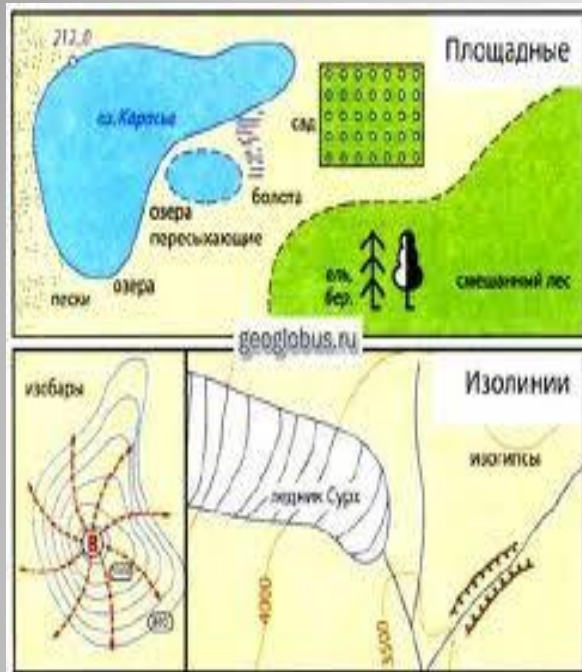 212,0
Площадные
оз. Карасье
сад
болота
озера
пересыхающие
озера
пески
ель,
бер.
смешанный лес
geoglobus.ru
изобары
Изолинии
изогипсы
ледник Сурх
В
4000
3500